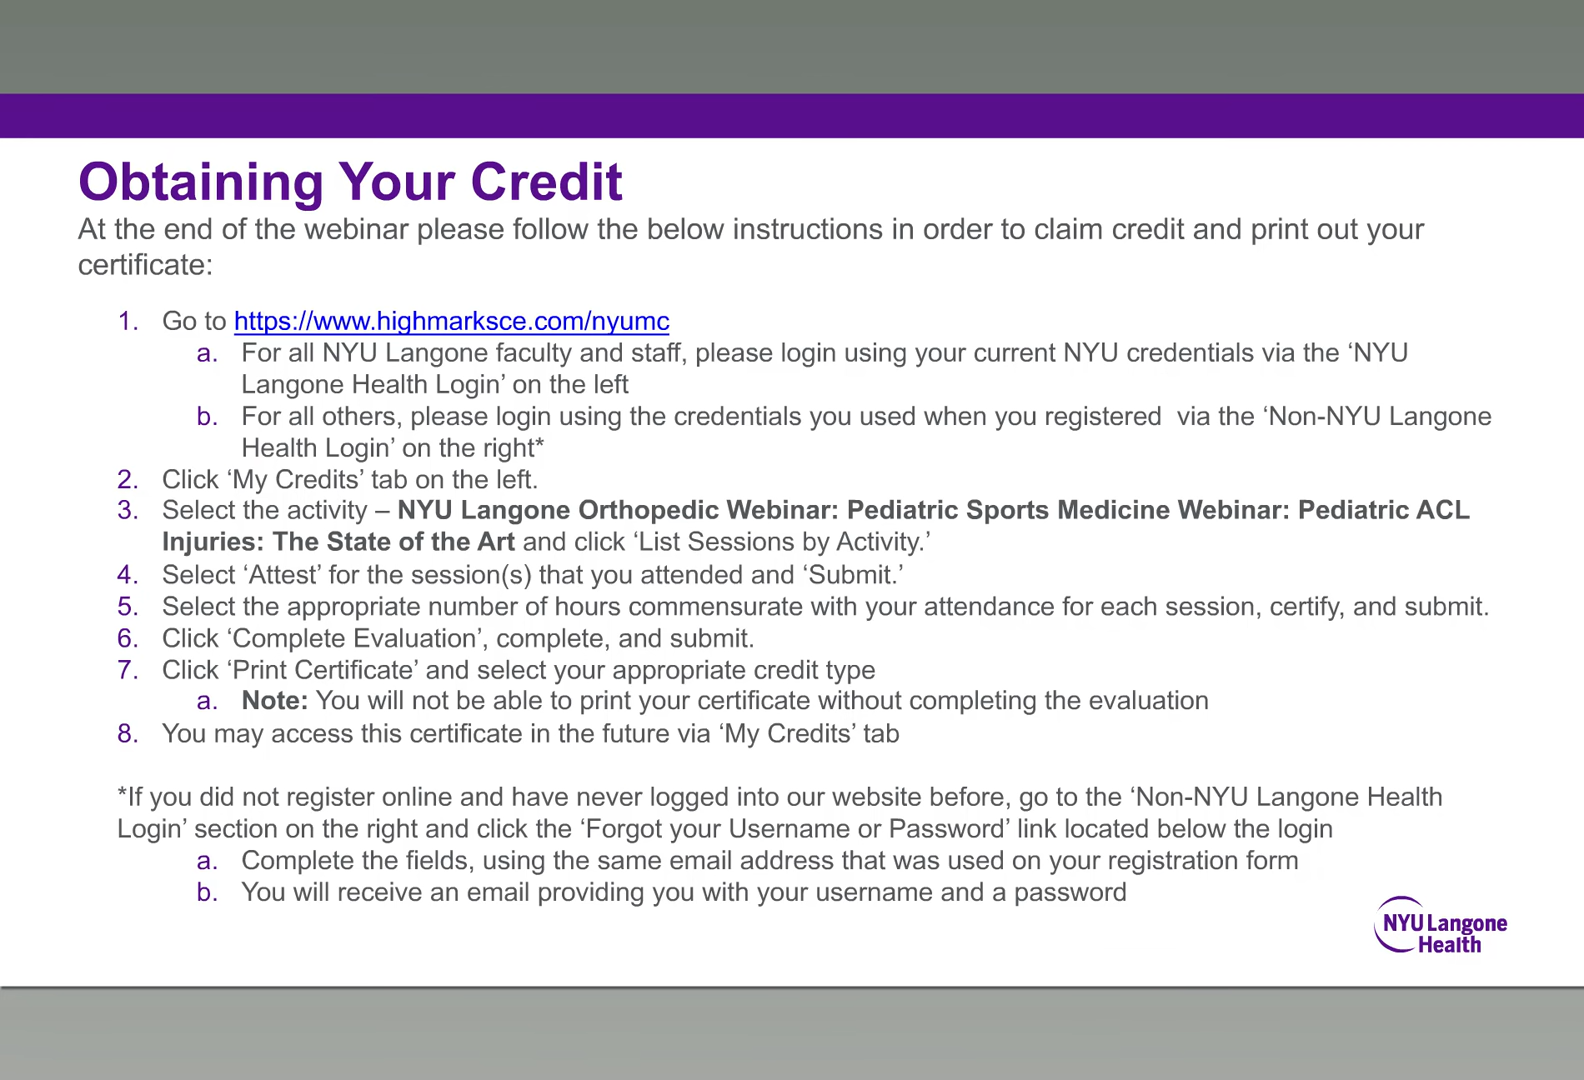 Obtaining Your Credit
At the end of the webinar please follow the below instructions in order to claim credit and print out your
certificate:
1. Go to https://www.highmarksce.com/nyumc
a. For all NYU Langone faculty and staff, please login using your current NYU credentials via the ‘NYU
Langone Health Login’ on the left
b. For all others, please login using the credentials you used when you registered  via the ‘Non-NYU Langone
Health Login’ on the right*
2. Click ‘My Credits’ tab on the left.
3. Select the activity – NYU Langone Orthopedic Webinar: Pediatric Sports Medicine Webinar: Pediatric ACL
Injuries: The State of the Art and click ‘List Sessions by Activity.’
4. Select ‘Attest’ for the session(s) that you attended and ‘Submit.’
5. Select the appropriate number of hours commensurate with your attendance for each session, certify, and submit.
6. Click ‘Complete Evaluation’, complete, and submit.
7. Click ‘Print Certificate’ and select your appropriate credit type
a. Note: You will not be able to print your certificate without completing the evaluation
8. You may access this certificate in the future via ‘My Credits’ tab
*If you did not register online and have never logged into our website before, go to the ‘Non-NYU Langone Health
Login’ section on the right and click the ‘Forgot your Username or Password’ link located below the login
a. Complete the fields, using the same email address that was used on your registration form
b. You will receive an email providing you with your username and a password
NYU Langone
Health